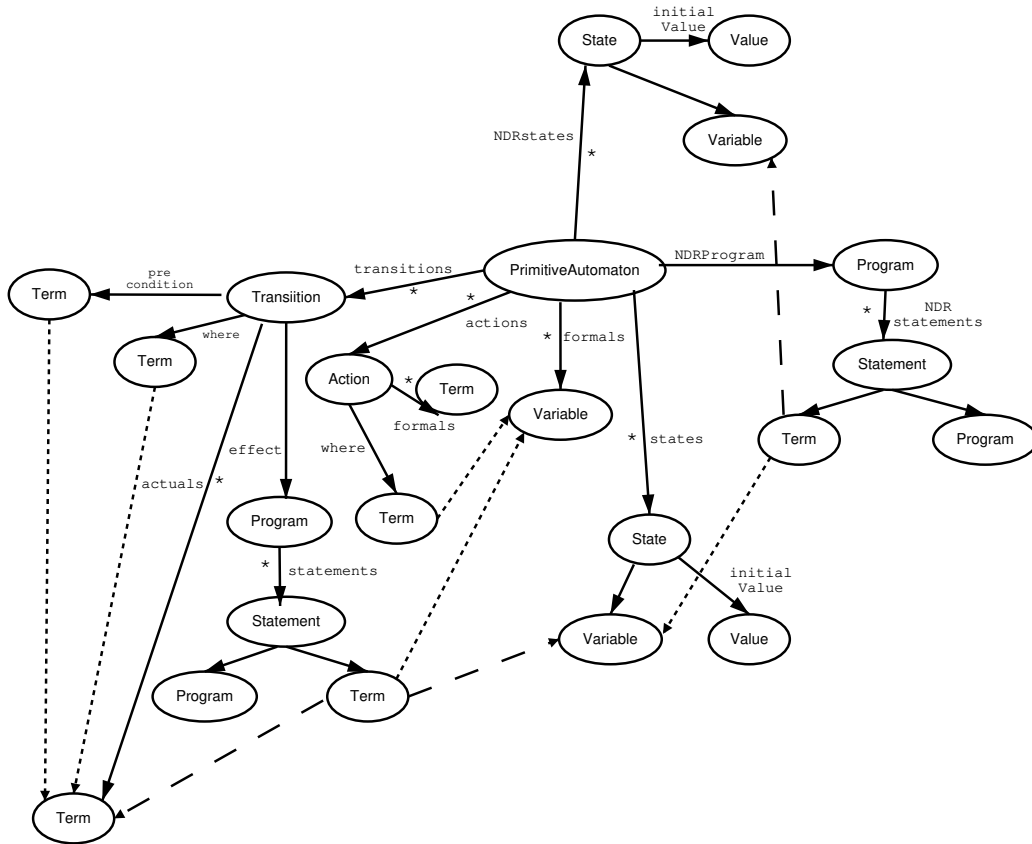 initial
Value
State
Value
NDRstates
*
Variable
PrimitiveAutomaton
NDRProgram
Program
pre
condition
transitions
*
*
Term
Transiition
actions
*
formals
*
NDR
statements
where
Term
Action
*
Term
formals
Variable
Statement
where
*
states
Term
Program
effect
actuals
*
Program
Term
State
*
statements
initial
Value
Statement
Variable
Value
Program
Term
Term